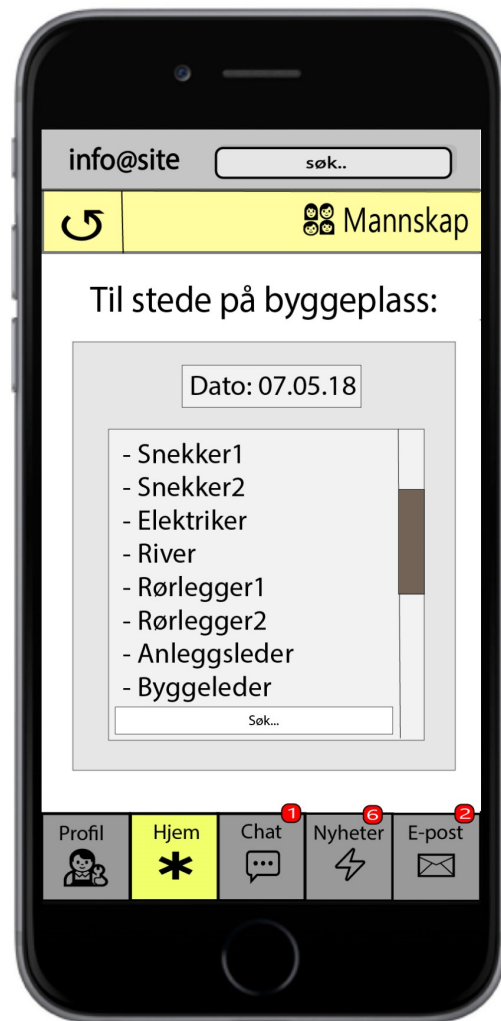 info@site
søk..
Mannskap
Til stede på byggeplass:
Dato: 07.05.18
- Snekker1
- Snekker2
- Elektriker
- River
- Rørlegger1
- Rørlegger2
- Anleggsleder
- Byggeleder
Søk...
1 6 2
Profil Hjem Chat Nyheter E-post